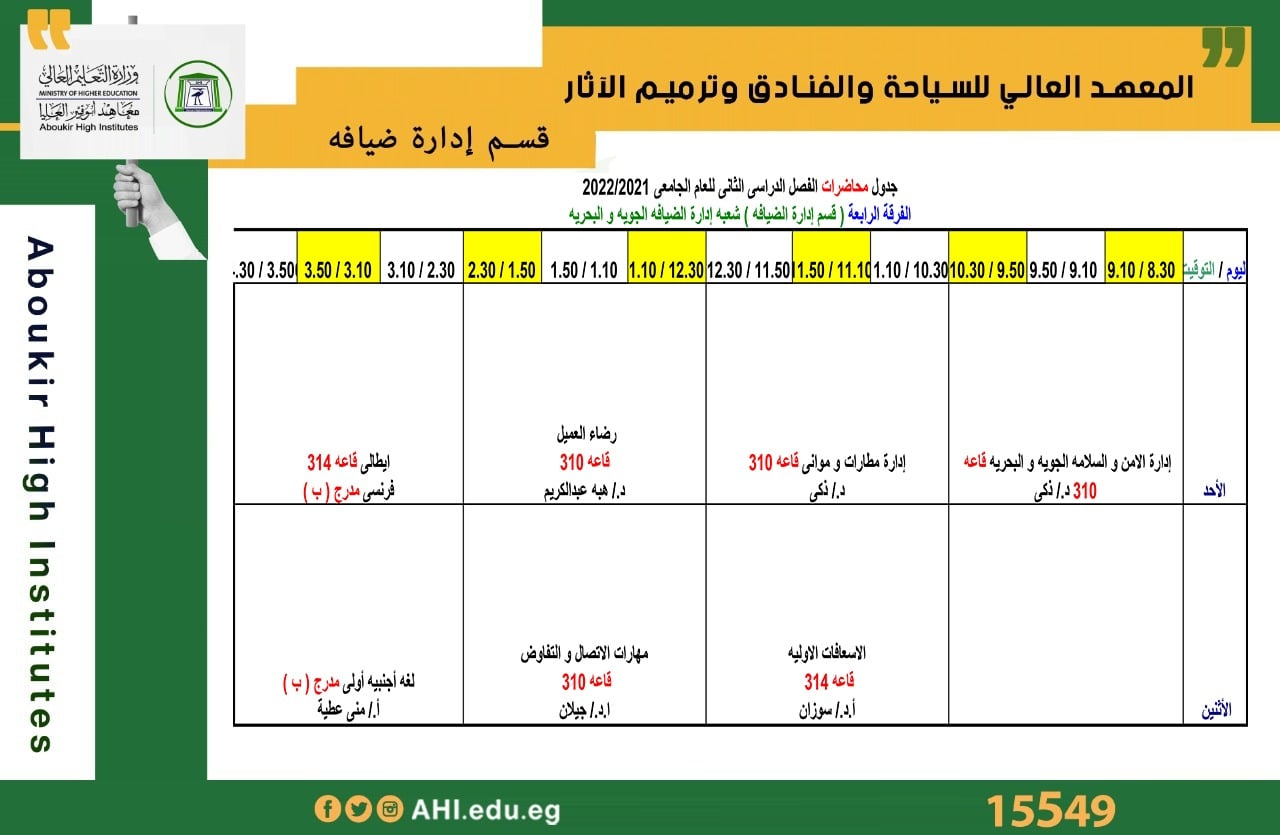 وزارة التعليم العالي
MINISTRY OF HIGHER EDUCATION
معاهد أبوقير العليا
Aboukir High Institutes
المعهد العالي للسياحة والفنادق وترميم الآثار
قسم إدارة ضيافه
جدول محاضرات الفصل الدراسى الثانى للعام الجامعى 2022/2021
الفرقة الرابعة ( قسم إدارة الضيافه ) شعبه إدارة الضيافه الجويه و البحريه
ليوم / التوقيت
9.10 / 8.30
9.50 / 9.10
10.30 / 9.50
1.10 / 10.30
1.50 / 11.10
12.30 / 11.50
1.10 / 12.30
1.50 / 1.10
2.30 / 1.50
3.10 / 2.30
3.50 / 3.10
.30 / 3.50
الأحد
إدارة الامن و السلامه الجويه و البحريه قاعه
310 د./ ذكى
إدارة مطارات و موانى قاعه 310
د./ ذكى
رضاء العميل
قاعه 310
د./ هبه عبدالكريم
ايطالى قاعه 314
فرنسى مدرج ( ب )
الأثنين
الاسعافات الاوليه
قاعه 314
أ.د./ سوزان
مهارات الاتصال و التفاوض
قاعه 310
ا.د./ جيلان
لغه أجنبيه أولى مدرج ( ب )
أ./ منى عطية
Aboukir High Institutes
AHI.edu.eg
15549